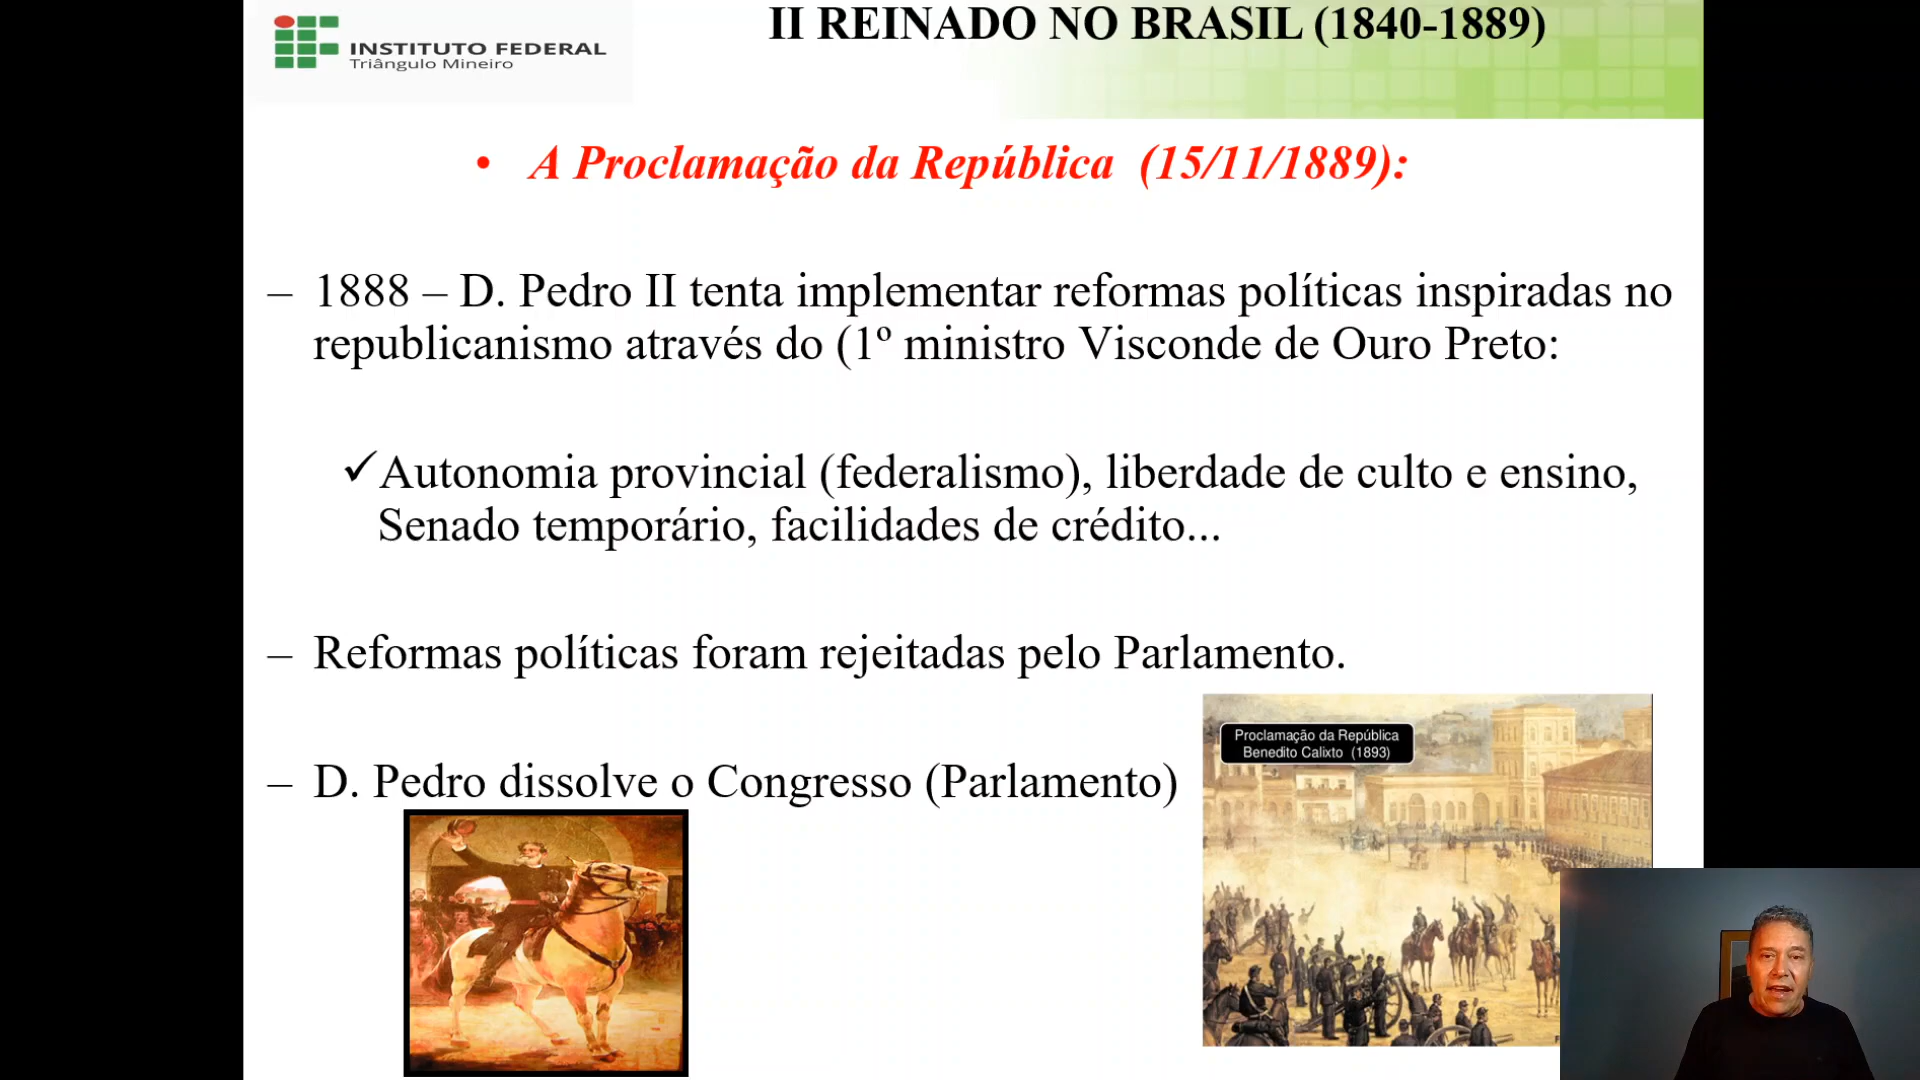 INSTITUTO FEDERAL
Triângulo Mineiro
II REINADO NO BRASIL (1840-1889)
• A Proclamação da República (15/11/1889):
– 1888 – D. Pedro II tenta implementar reformas políticas inspiradas no
republicanismo através do (1º ministro Visconde de Ouro Preto:
✓Autonomia provincial (federalismo), liberdade de culto e ensino,
Senado temporário, facilidades de crédito...
– Reformas políticas foram rejeitadas pelo Parlamento.
– D. Pedro dissolve o Congresso (Parlamento)
Proclamação da República
Benedito Calixto (1893)